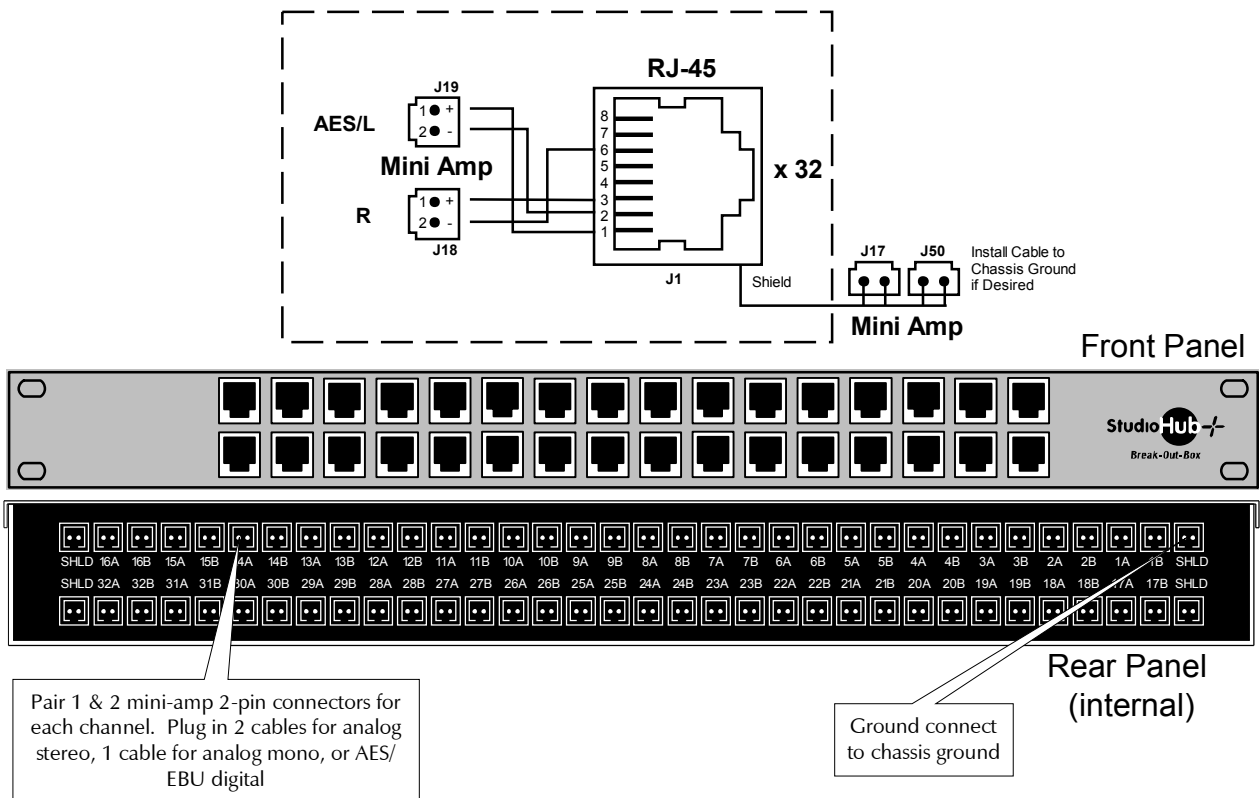 RJ-45
J19
1 +
2 -
AES/L
Mini Amp
1 +
2 -
R
J18
8
7
6
5
4
3
2
1
x 32
J1
Shield
J17
J50
Install Cable to
Chassis Ground
if Desired
Mini Amp
Front Panel
StudioHub+
Break-Out-Box
SHLD 16A 16B 15A 15B 4A 14B 13A 13B 12A 12B 11A 11B 10A 10B 9A 9B 8A 8B 7A 7B 6A 6B 5A 5B 4A 4B 3A 3B 2A 2B 1A 1B SHLD
SHLD 32A 32B 31A 31B 30A 30B 29A 29B 28A 28B 27A 27B 26A 26B 25A 25B 24A 24B 23A 23B 22A 22B 21A 21B 20A 20B 19A 19B 18A 18B 17A 17B SHLD
Rear Panel
(internal)
Pair 1 & 2 mini-amp 2-pin connectors for
each channel. Plug in 2 cables for analog
stereo, 1 cable for analog mono, or AES/
EBU digital
Ground connect
to chassis ground